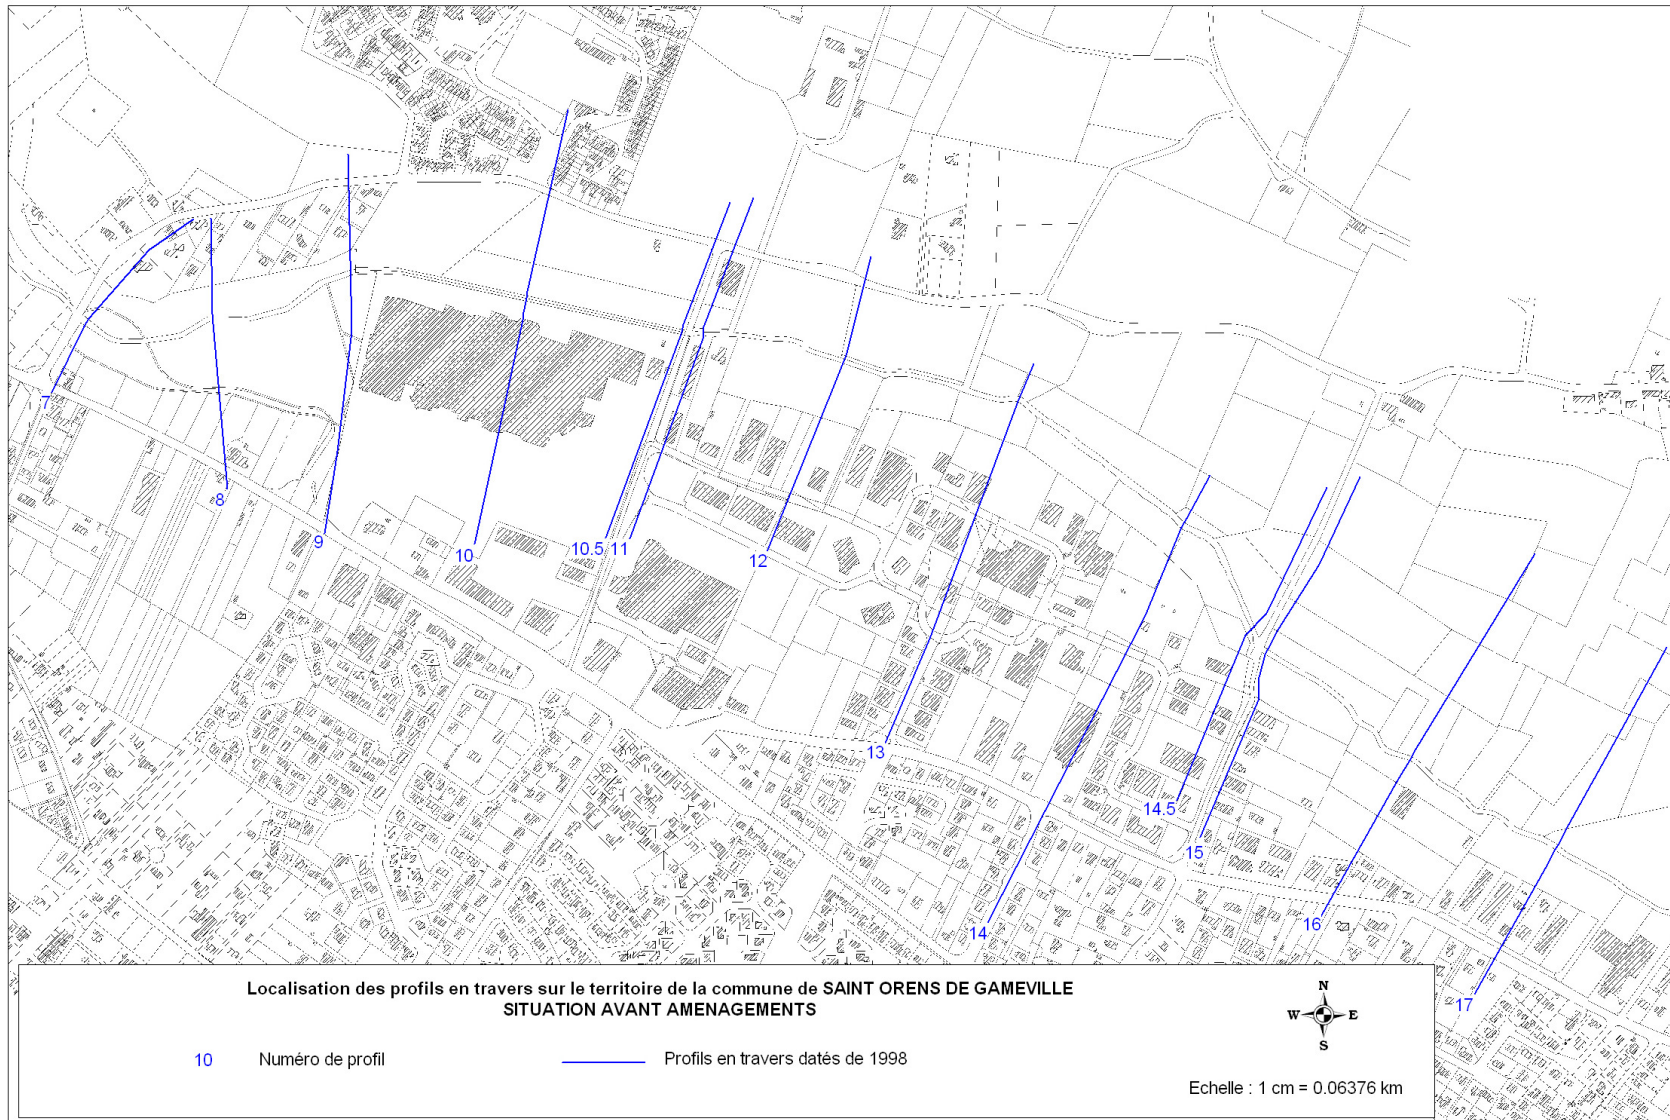 7
8
9
10
10.5
11
12
13
14
14.5
15
16
17
Localisation des profils en travers sur le territoire de la commune de SAINT ORENS DE GAMEVILLE
SITUATION AVANT AMENAGEMENTS
10 Numéro de profil
Profils en travers datés de 1998
N
W E
S
Echelle : 1 cm = 0.06376 km